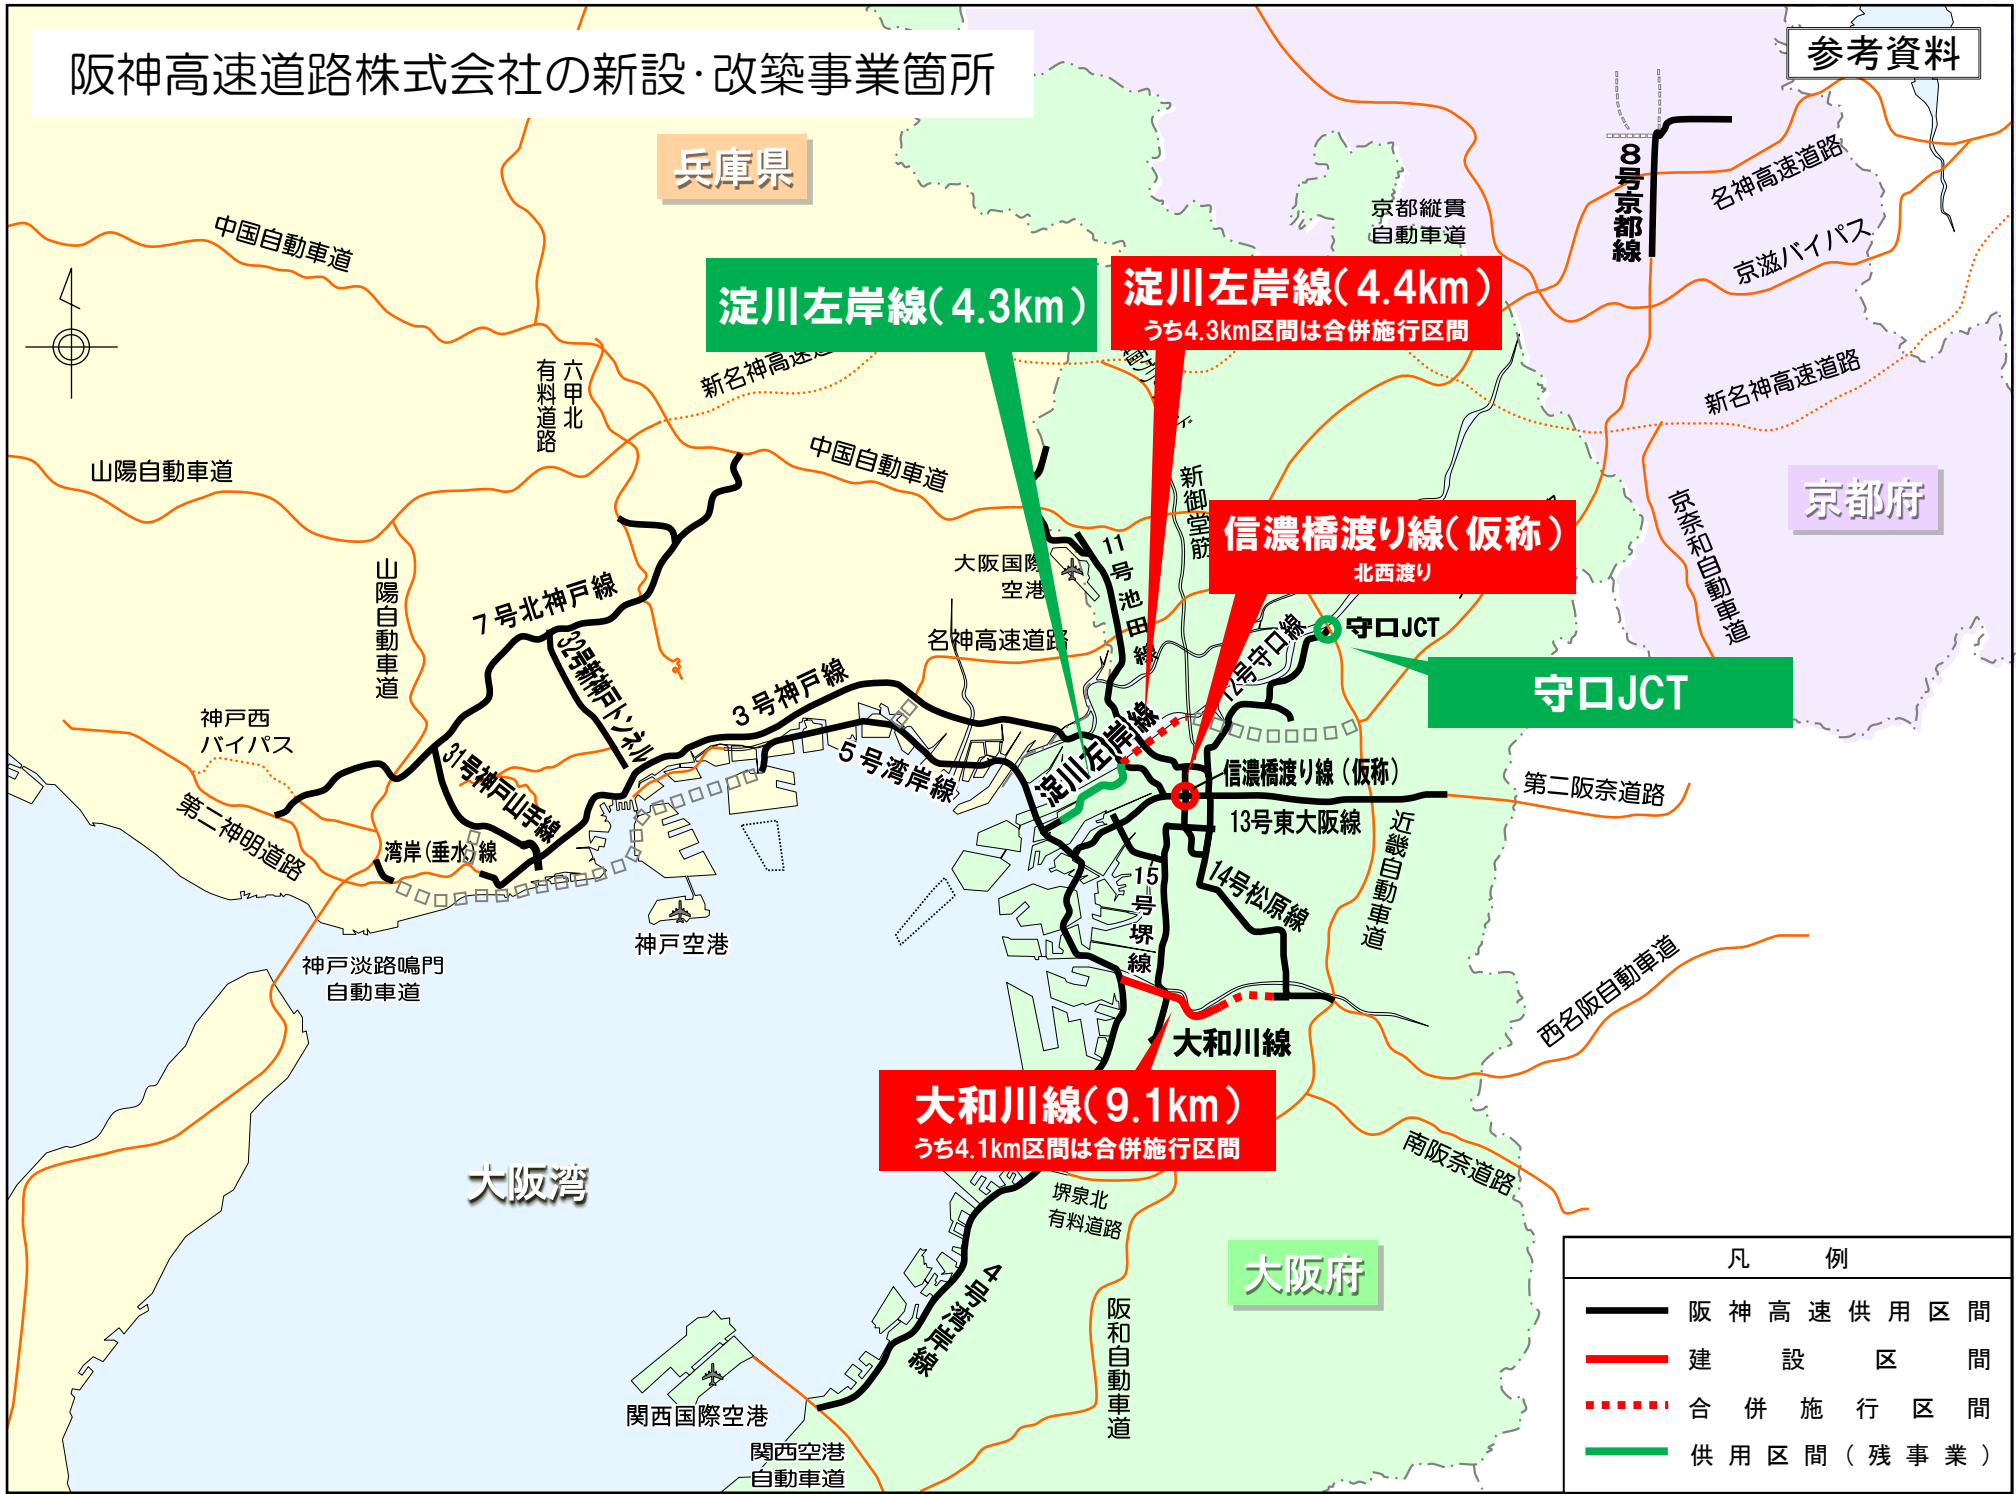 阪神高速道路株式会社の新設・改築事業箇所
参考資料
兵庫県
8号京都線
名神高速道路
京都縦貫
自動車道
京滋バイパス
中国自動車道
淀川左岸線(4.3km)
淀川左岸線(4.4km)
うち4.3km区間は合併施行区間
六甲北
有料道路
新名神高速道
新名神高速道路
山陽自動車道
中国自動車道
新御堂筋
京都府
京奈和自動車道
信濃橋渡り線(仮称)
北西渡り
大阪国際
空港
11号池田線
山陽自動車道
7号北神戸線
32号新神戸トンネル
名神高速道路
12号守口線
守口JCT
守口JCT
3号神戸線
神戸西
バイパス
31号神戸山手線
5号湾岸線
淀川左岸線
信濃橋渡り線(仮称)
第二阪奈道路
第二神明道路
湾岸(垂水)線
13号東大阪線
近畿自動車道
15号堺線
14号松原線
神戸空港
神戸淡路鳴門
自動車道
西名阪自動車道
大和川線
大和川線(9.1km)
うち4.1km区間は合併施行区間
南阪奈道路
大阪湾
堺泉北
有料道路
大阪府
4号湾岸線
阪和自動車道
関西国際空港
関西空港
自動車道
凡例
阪神高速供用区間
建設区間
合併施行区間
供用区間(残事業)